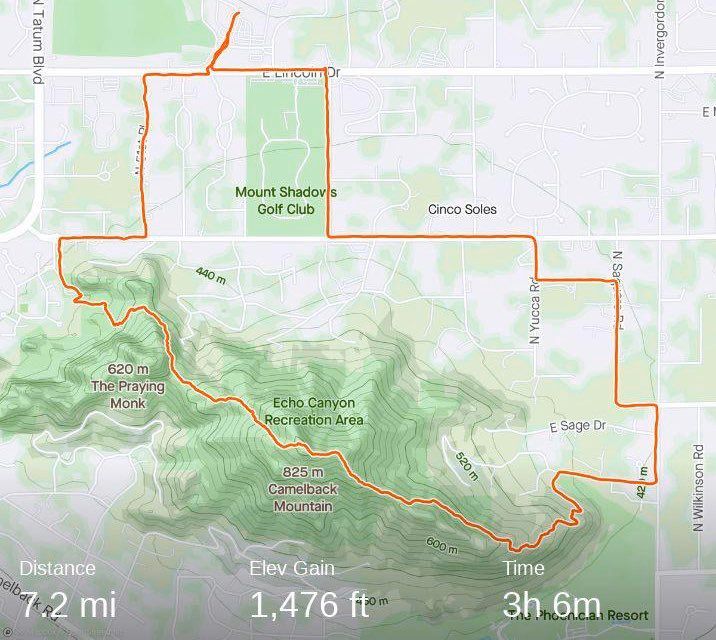 N Tatum Blvd
N Invergordon
E Lincoln Dr
Mount Shadows
Golf Club
Cinco Soles
440 m
N Yucca Rd
620 m
The Praying
Monk
Echo Canyon
Recreation Area
E Sage Dr
520 m
825 m
Camelback
Mountain
N Wilkinson Rd
600 m
Distance
Elev Gain
Time
7.2 mi
1,476 ft
3h 6m
The Phoenician Resort